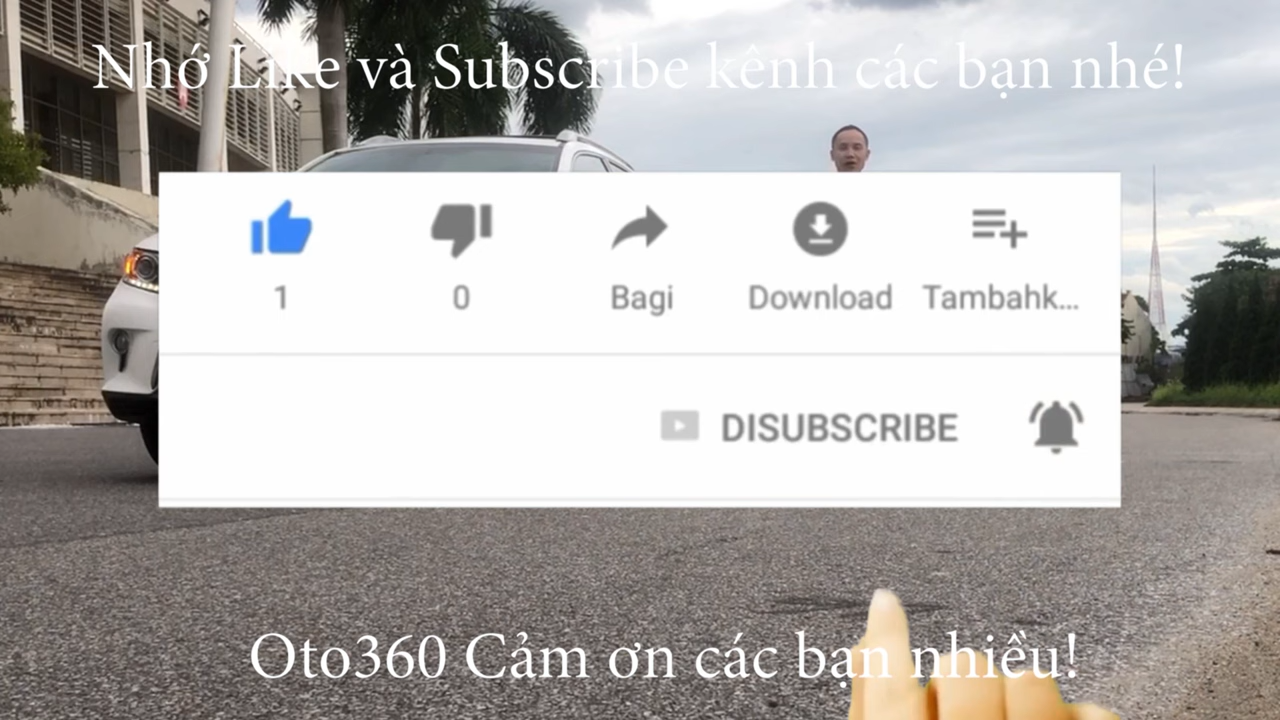 Nhớ Like và Subscribe kênh các bạn nhé!
1 0 Bagi Download Tambahk...
DISUBSCRIBE
Oto360 Cảm ơn các bạn nhiều!